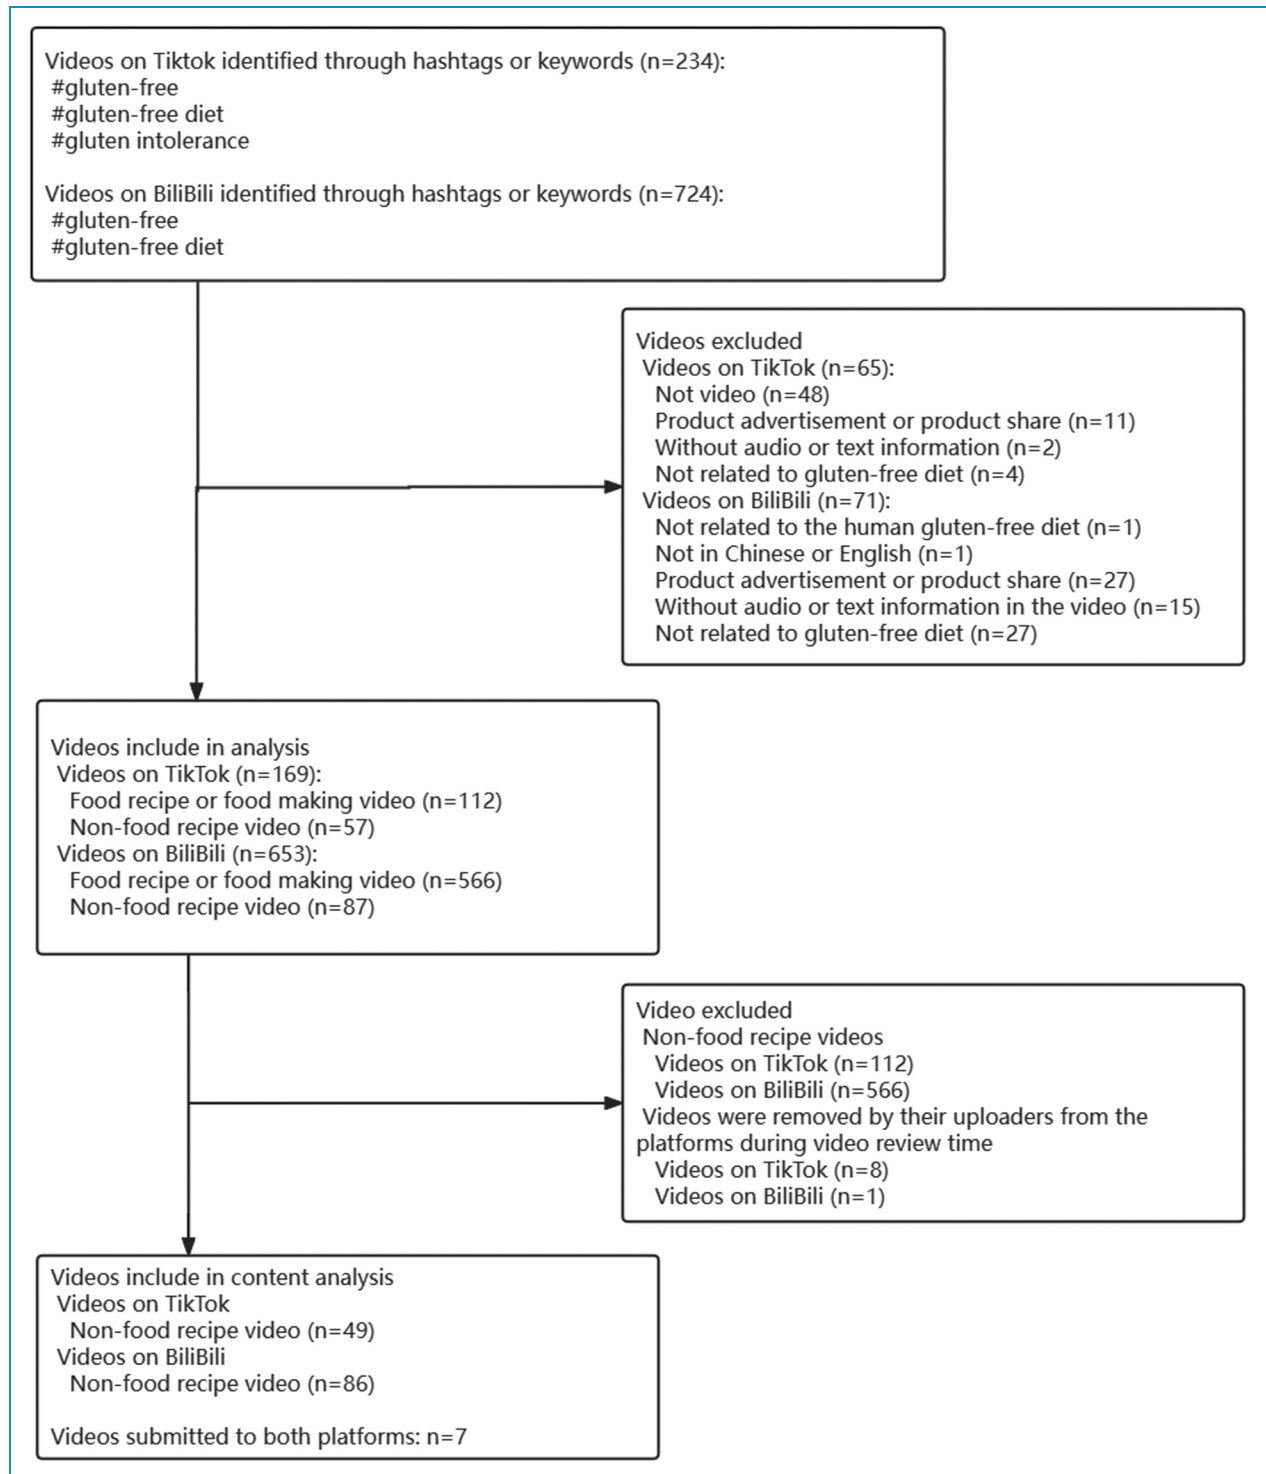 Videos on Tiktok identified through hashtags or keywords (n=234):
#gluten-free
#gluten-free diet
#gluten intolerance
Videos on BiliBili identified through hashtags or keywords (n=724):
#gluten-free
#gluten-free diet
Videos excluded
Videos on TikTok (n=65):
Not video (n=48)
Product advertisement or product share (n=11)
Without audio or text information (n=2)
Not related to gluten-free diet (n=4)
Videos on BiliBili (n=71):
Not related to the human gluten-free diet (n=1)
Not in Chinese or English (n=1)
Product advertisement or product share (n=27)
Without audio or text information in the video (n=15)
Not related to gluten-free diet (n=27)
Videos include in analysis
Videos on TikTok (n=169):
Food recipe or food making video (n=112)
Non-food recipe video (n=57)
Videos on BiliBili (n=653):
Food recipe or food making video (n=566)
Non-food recipe video (n=87)
Video excluded
Non-food recipe videos
Videos on TikTok (n=112)
Videos on BiliBili (n=566)
Videos were removed by their uploaders from the
platforms during video review time
Videos on TikTok (n=8)
Videos on BiliBili (n=1)
Videos include in content analysis
Videos on TikTok
Non-food recipe video (n=49)
Videos on BiliBili
Non-food recipe video (n=86)
Videos submitted to both platforms: n=7